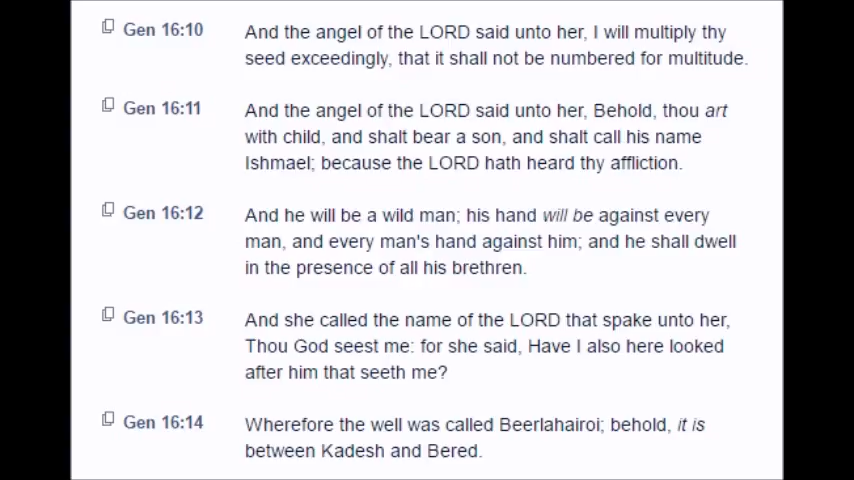 Gen 16:10 And the angel of the LORD said unto her, I will multiply thy
seed exceedingly, that it shall not be numbered for multitude.
Gen 16:11 And the angel of the LORD said unto her, Behold, thou art
with child, and shalt bear a son, and shalt call his name
Ishmael; because the LORD hath heard thy affliction.
Gen 16:12 And he will be a wild man; his hand will be against every
man, and every man's hand against him; and he shall dwell
in the presence of all his brethren.
Gen 16:13 And she called the name of the LORD that spake unto her,
Thou God seest me: for she said, Have I also here looked
after him that seeth me?
Gen 16:14 Wherefore the well was called Beerlahairoi; behold, it is
between Kadesh and Bered.